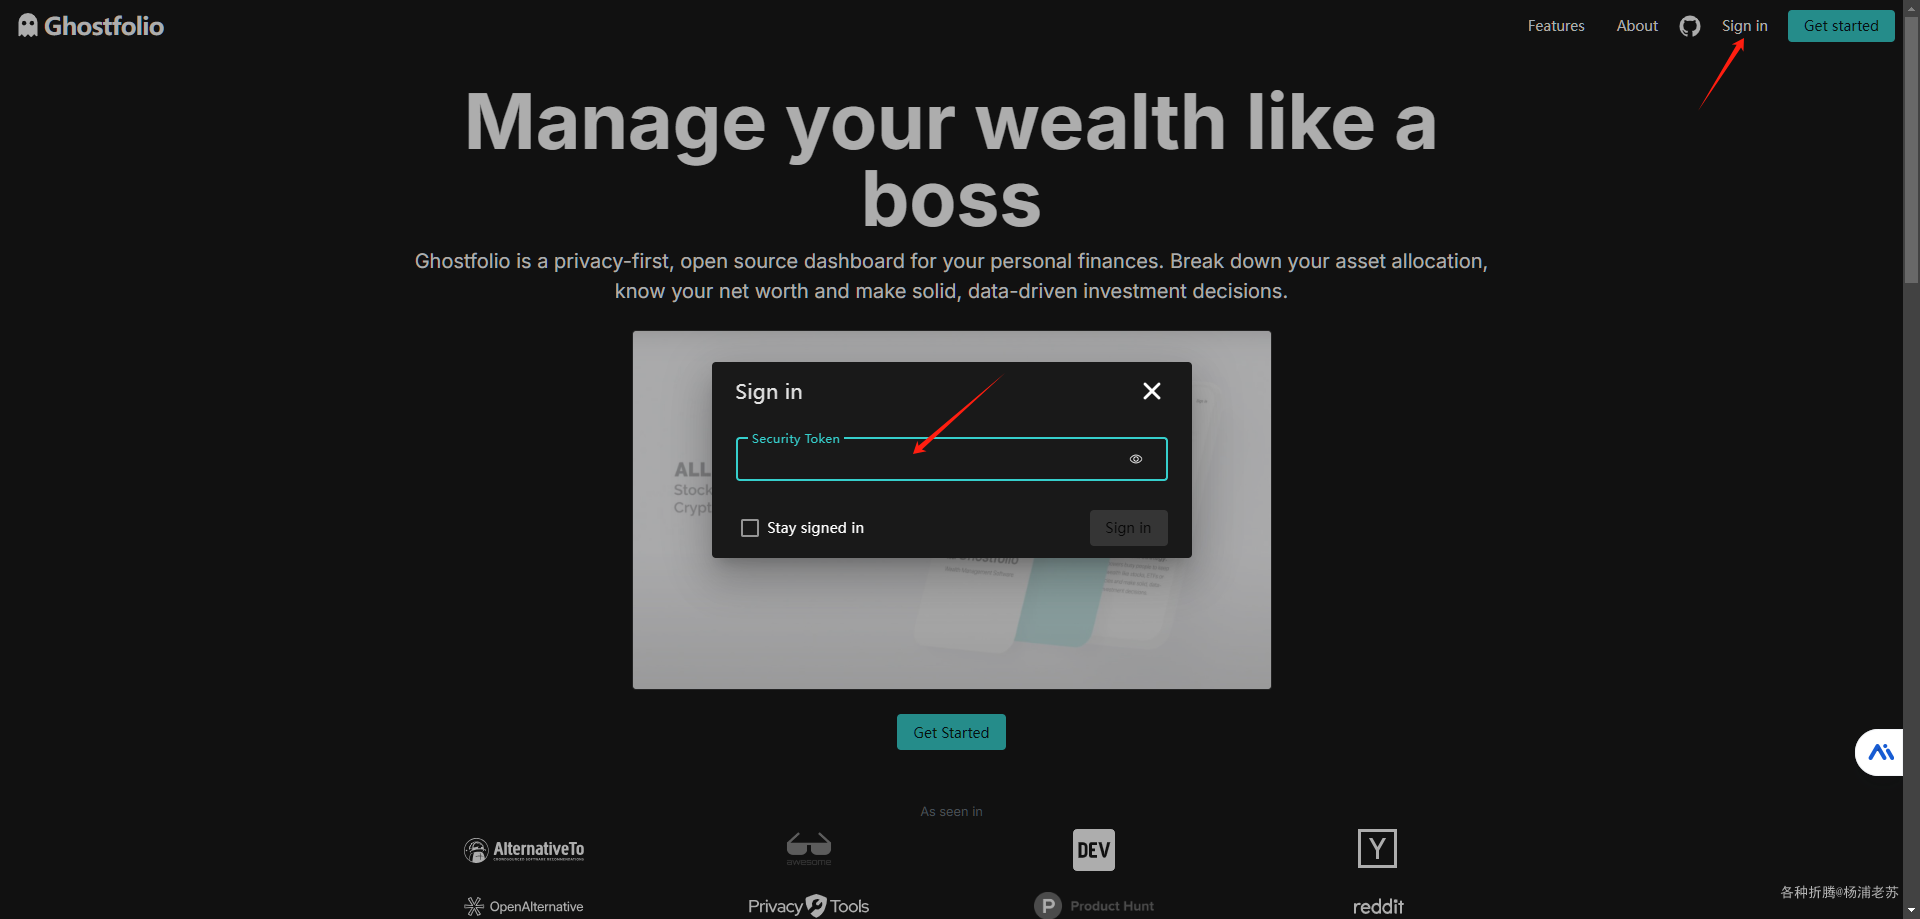 Ghostfolio
Features
About
Sign in
Get started
Manage your wealth like a
boss
Ghostfolio is a privacy-first, open source dashboard for your personal finances. Break down your asset allocation,
know your net worth and make solid, data-driven investment decisions.
Sign in
Security Token
ALL
Stock
Crypt
Stay signed in
Sign in
Get Started
As seen in
AlternativeTo
awesome
DEV
Y
OpenAlternative
Privacy Tools
P Product Hunt
reddit
各种折腾@杨浦老苏